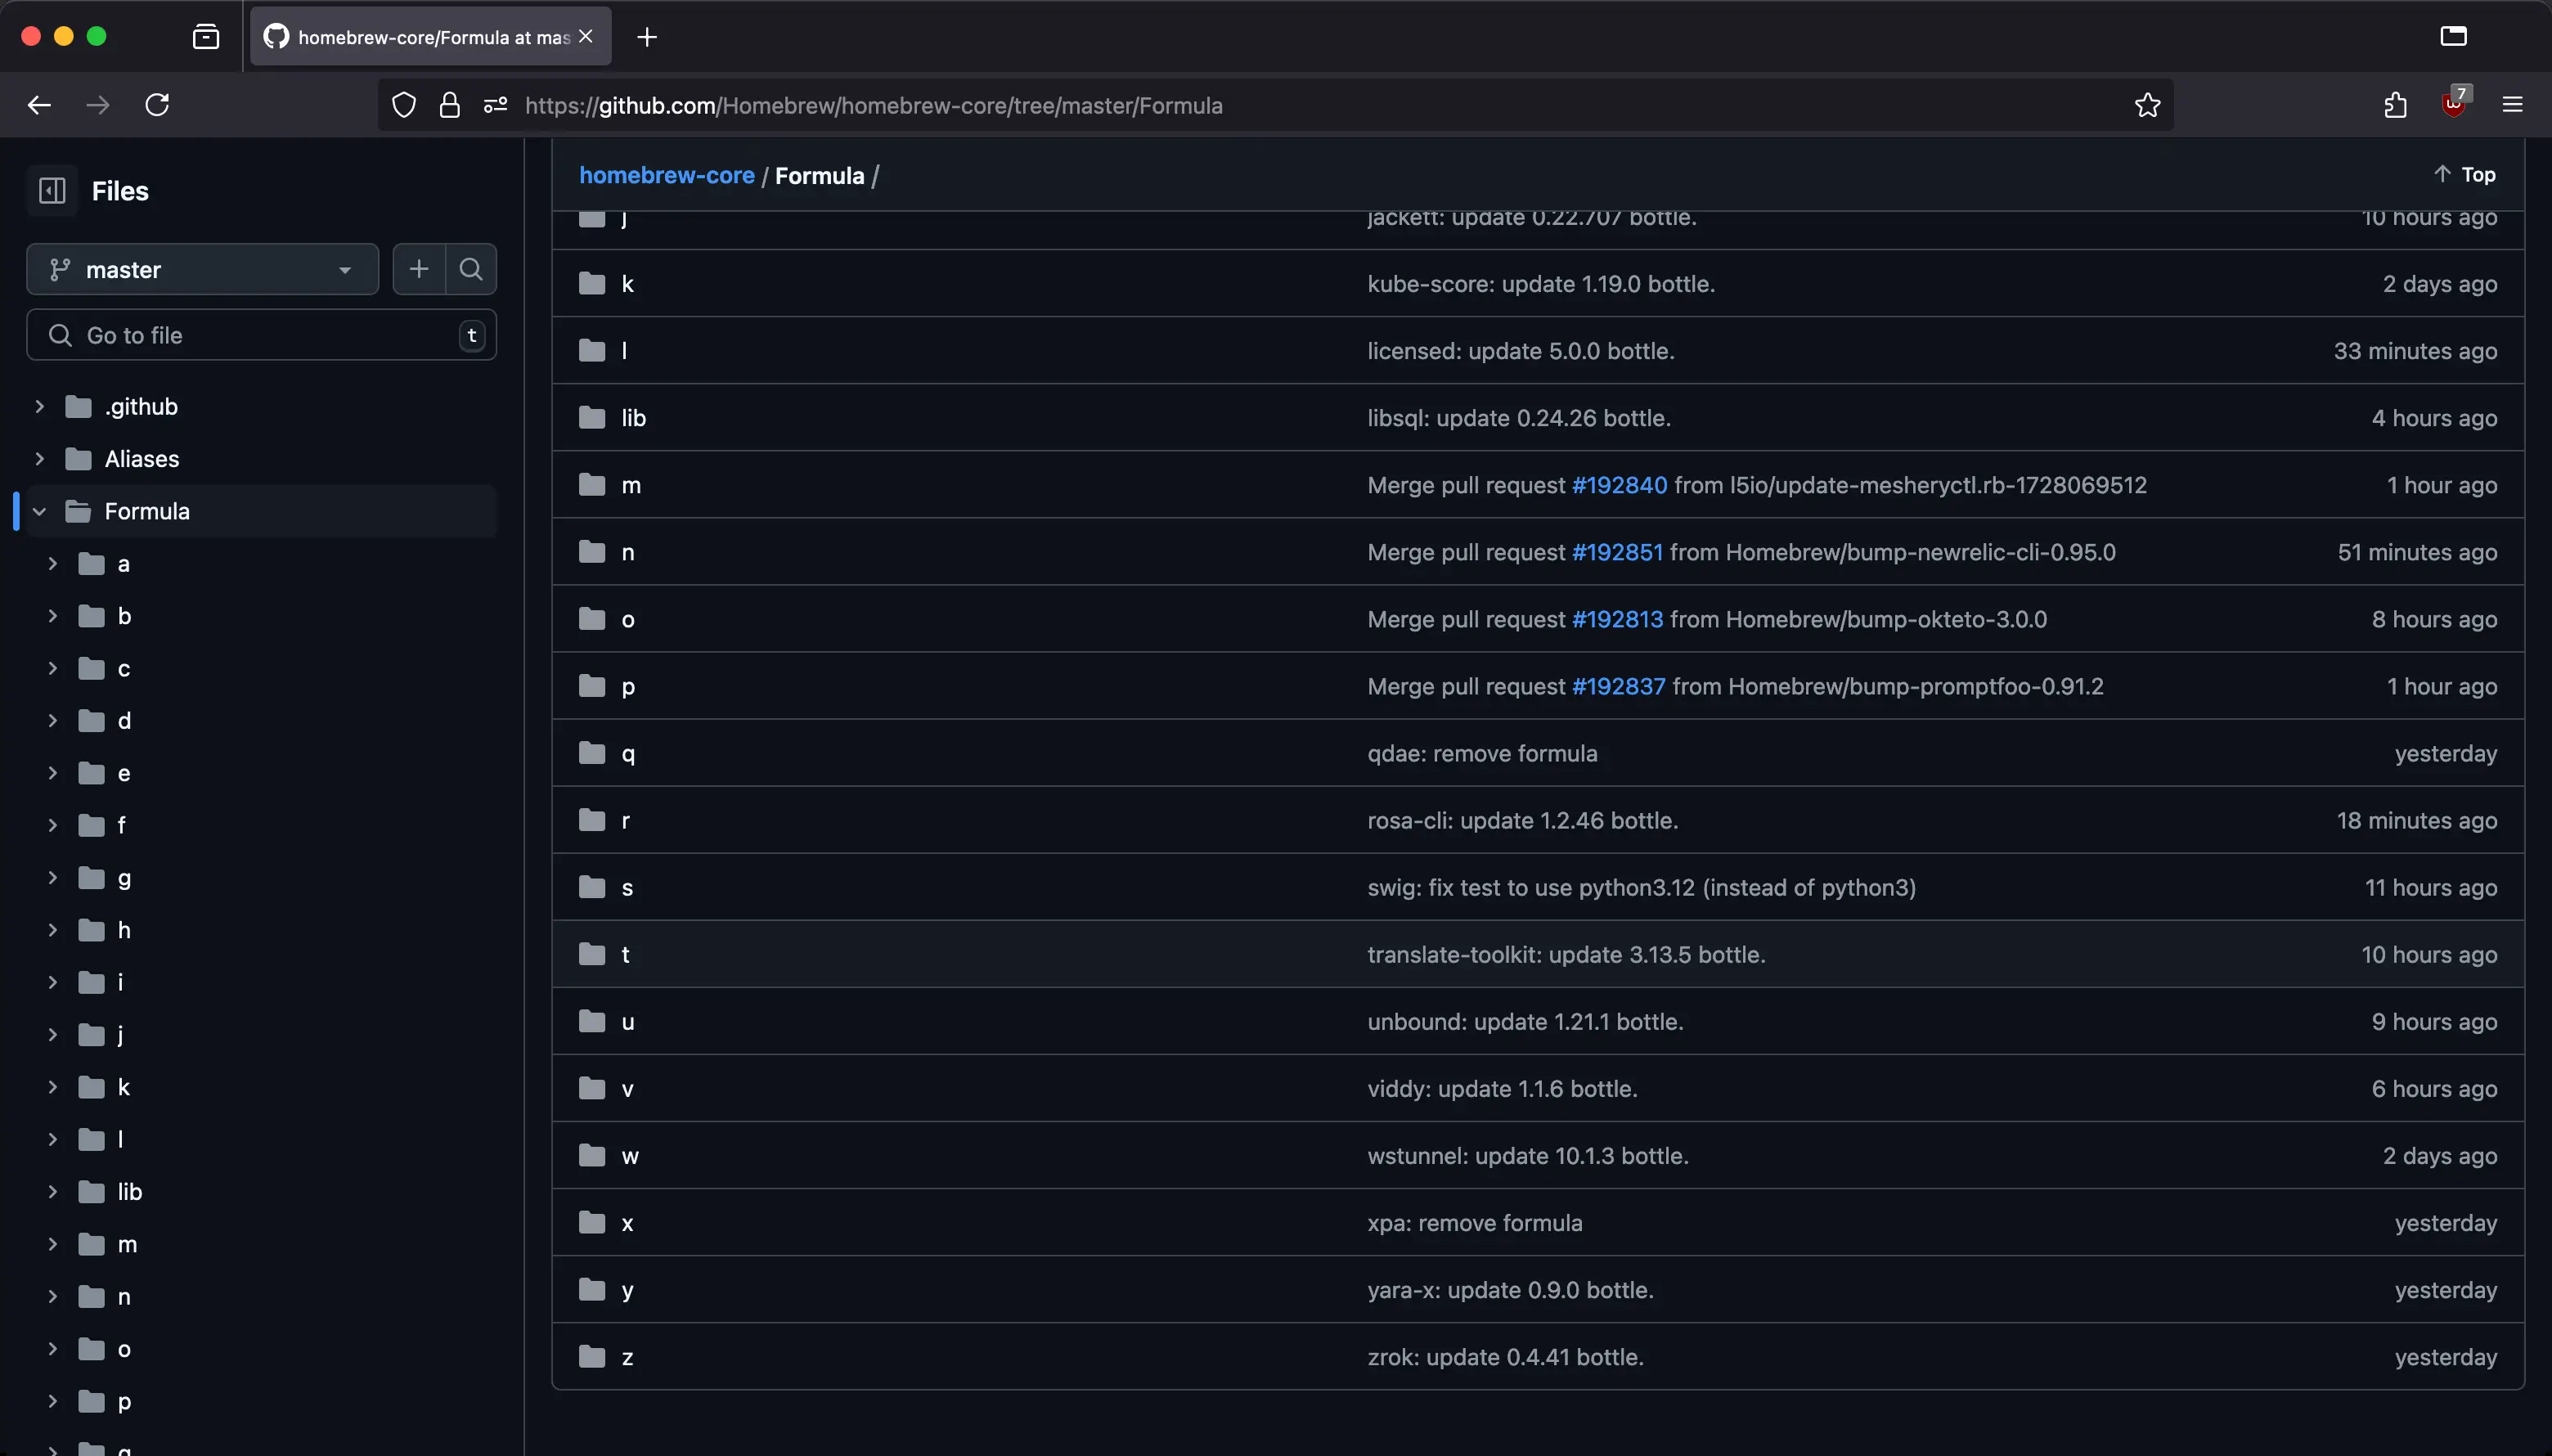 homebrew-core/Formula at mas
https://github.com/Homebrew/homebrew-core/tree/master/Formula
7
Files
master
Go to file
t
.github
Aliases
Formula
a
b
c
d
e
f
g
h
i
j
k
l
lib
m
n
o
p
q
homebrew-core / Formula /
Top
j jackett: update 0.22.707 bottle. 10 hours ago
k kube-score: update 1.19.0 bottle. 2 days ago
l licensed: update 5.0.0 bottle. 33 minutes ago
lib libsql: update 0.24.26 bottle. 4 hours ago
m Merge pull request #192840 from l5io/update-mesheryctl.rb-1728069512 1 hour ago
n Merge pull request #192851 from Homebrew/bump-newrelic-cli-0.95.0 51 minutes ago
o Merge pull request #192813 from Homebrew/bump-okteto-3.0.0 8 hours ago
p Merge pull request #192837 from Homebrew/bump-promptfoo-0.91.2 1 hour ago
q qdae: remove formula yesterday
r rosa-cli: update 1.2.46 bottle. 18 minutes ago
s swig: fix test to use python3.12 (instead of python3) 11 hours ago
t translate-toolkit: update 3.13.5 bottle. 10 hours ago
u unbound: update 1.21.1 bottle. 9 hours ago
v viddy: update 1.1.6 bottle. 6 hours ago
w wstunnel: update 10.1.3 bottle. 2 days ago
x xpa: remove formula yesterday
y yara-x: update 0.9.0 bottle. yesterday
z zrok: update 0.4.41 bottle. yesterday